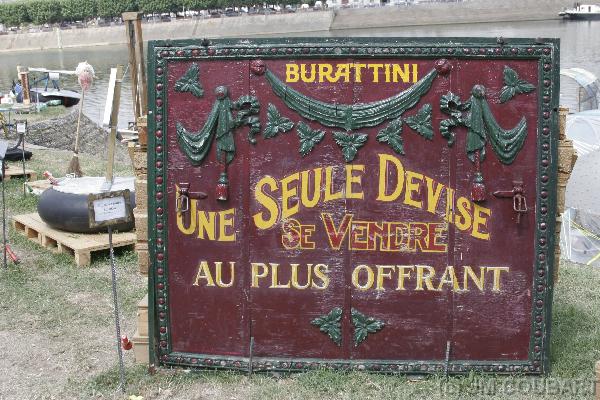 BURATTINI
UNE SEULE DEVISE
SE VENDRE
AU PLUS OFFRANT